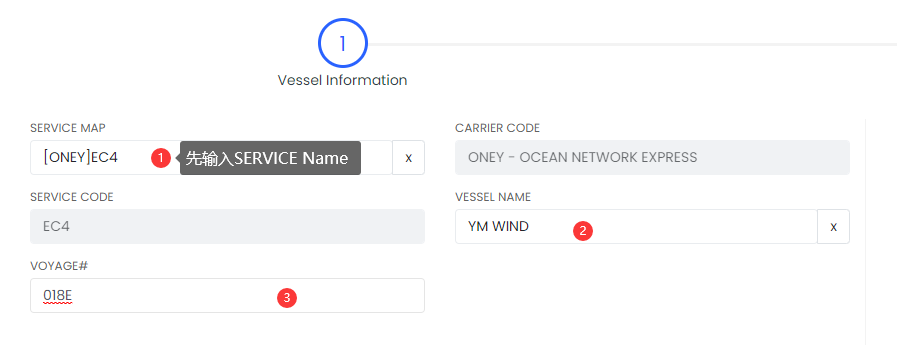 1
Vessel Information
SERVICE MAP
[ONEY]EC4
1
先输入SERVICE Name
x
CARRIER CODE
ONEY - OCEAN NETWORK EXPRESS
SERVICE CODE
EC4
VESSEL NAME
YM WIND
2
x
VOYAGE#
018E
3